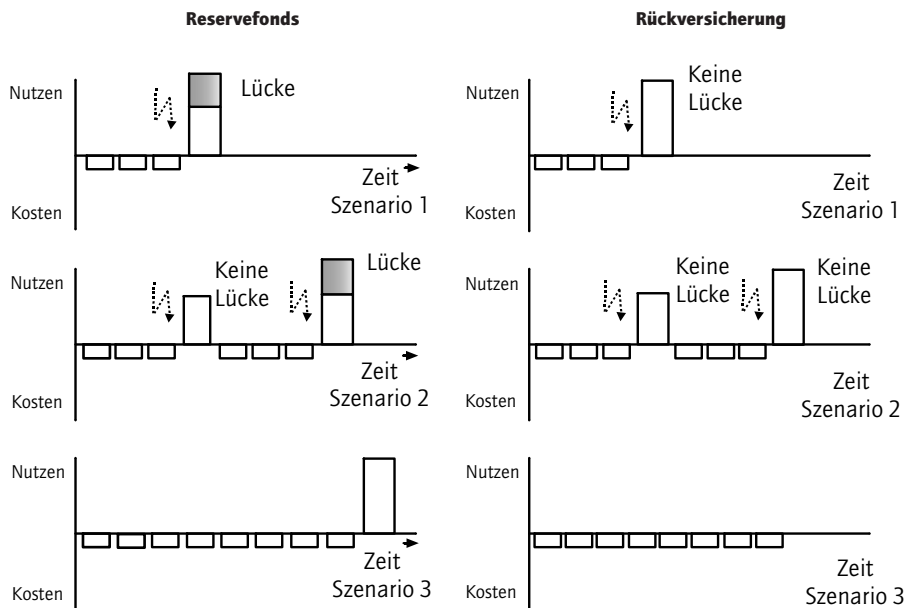 Reservefonds
Nutzen
Lücke
Zeit
Szenario 1
Kosten
Nutzen
Keine
Lücke
Lücke
Zeit
Szenario 2
Kosten
Nutzen
Zeit
Szenario 3
Kosten
Rückversicherung
Nutzen
Keine
Lücke
Zeit
Szenario 1
Kosten
Nutzen
Keine
Lücke
Keine
Lücke
Zeit
Szenario 2
Kosten
Nutzen
Zeit
Szenario 3
Kosten